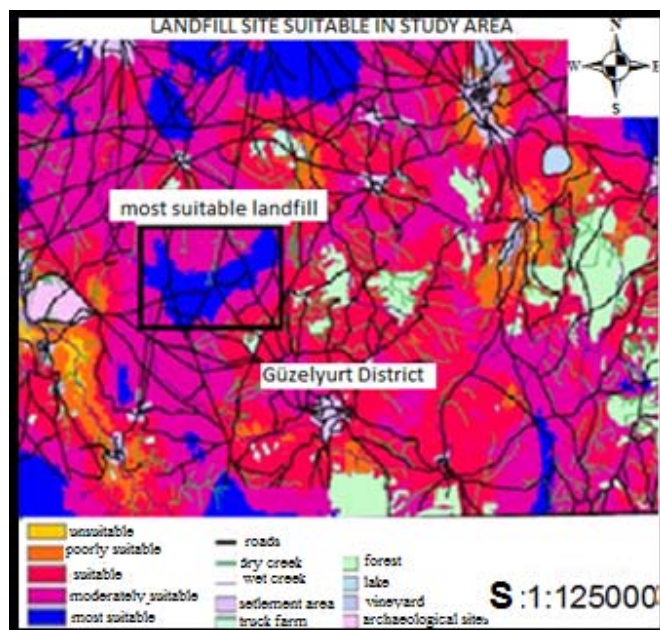 LANDFILL SITE SUITABLE IN STUDY AREA
N
W E
S
most suitable landfill
Güzelyurt District
unsuitable
poorly suitable
suitable
moderately suitable
most suitable
roads
dry creek
wet creek
setlement area
truck farm
forest
lake
vineyard
archaeological sites
S :1:125000